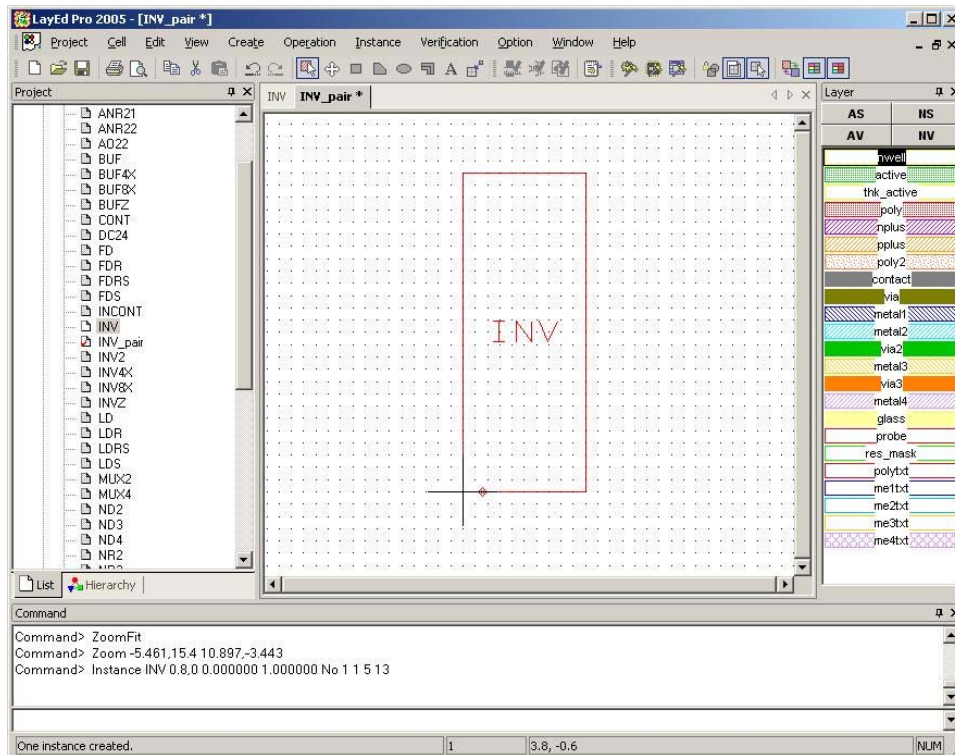 LayEd Pro 2005 - [INV_pair *]
Project Cell Edit View Create Operation Instance Verification Option Window Help
Project
ANR21
ANR22
AO22
BUF
BUF4X
BUF8X
BUFZ
CONT
DC24
FD
FDR
FDRS
FDS
INCONT
INV
INV_pair
INV2
INV4X
INV8X
INVZ
LD
LDR
LDRS
LDS
MUX2
MUX4
ND2
ND3
ND4
NR2
NR3
List Hierarchy
INV INV_pair *
INV
Layer
AS NS
AV NV
nwell
active
thk_active
poly
nplus
pplus
poly2
contact
via
metal1
metal2
via2
metal3
via3
metal4
glass
probe
res_mask
polytxt
me1txt
me2txt
me3txt
me4txt
Command
Command> ZoomFit
Command> Zoom -5.461,15.4 10.897,-3.443
Command> Instance INV 0.8,0 0.000000 1.000000 No 1 1 5 13
One instance created. 1 3.8, -0.6 NUM